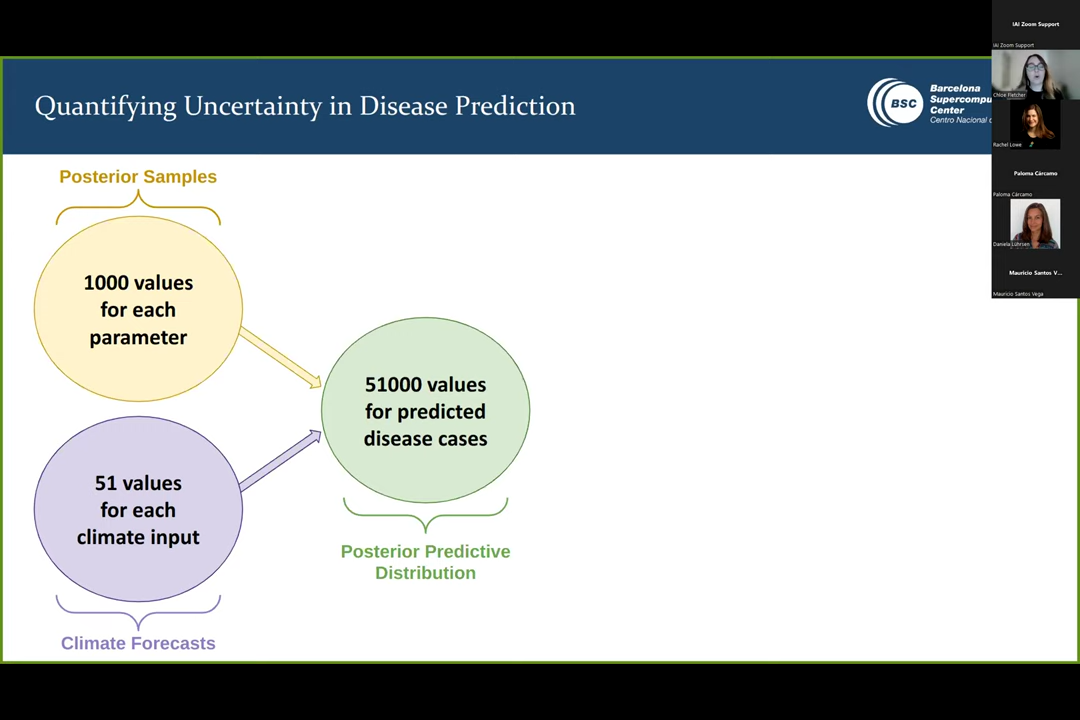 Quantifying Uncertainty in Disease Prediction
BSC
Barcelona
Supercompu
Center
Centro Nacional
Posterior Samples
1000 values
for each
parameter
51000 values
for predicted
disease cases
51 values
for each
climate input
Posterior Predictive
Distribution
Climate Forecasts
IAI Zoom Support
IAI Zoom Support
Chloe Fletcher
Rachel Lowe
Paloma Cárcamo
Paloma Cárcamo
Daniela Lührsen
Mauricio Santos V...
Mauricio Santos Vega